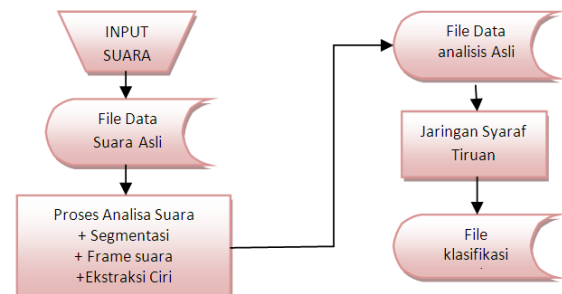 INPUT
SUARA
File Data
Suara Asli
Proses Analisa Suara
+ Segmentasi
+ Frame suara
+Ekstraksi Ciri
File Data
analisis Asli
Jaringan Syaraf
Tiruan
File
klasifikasi